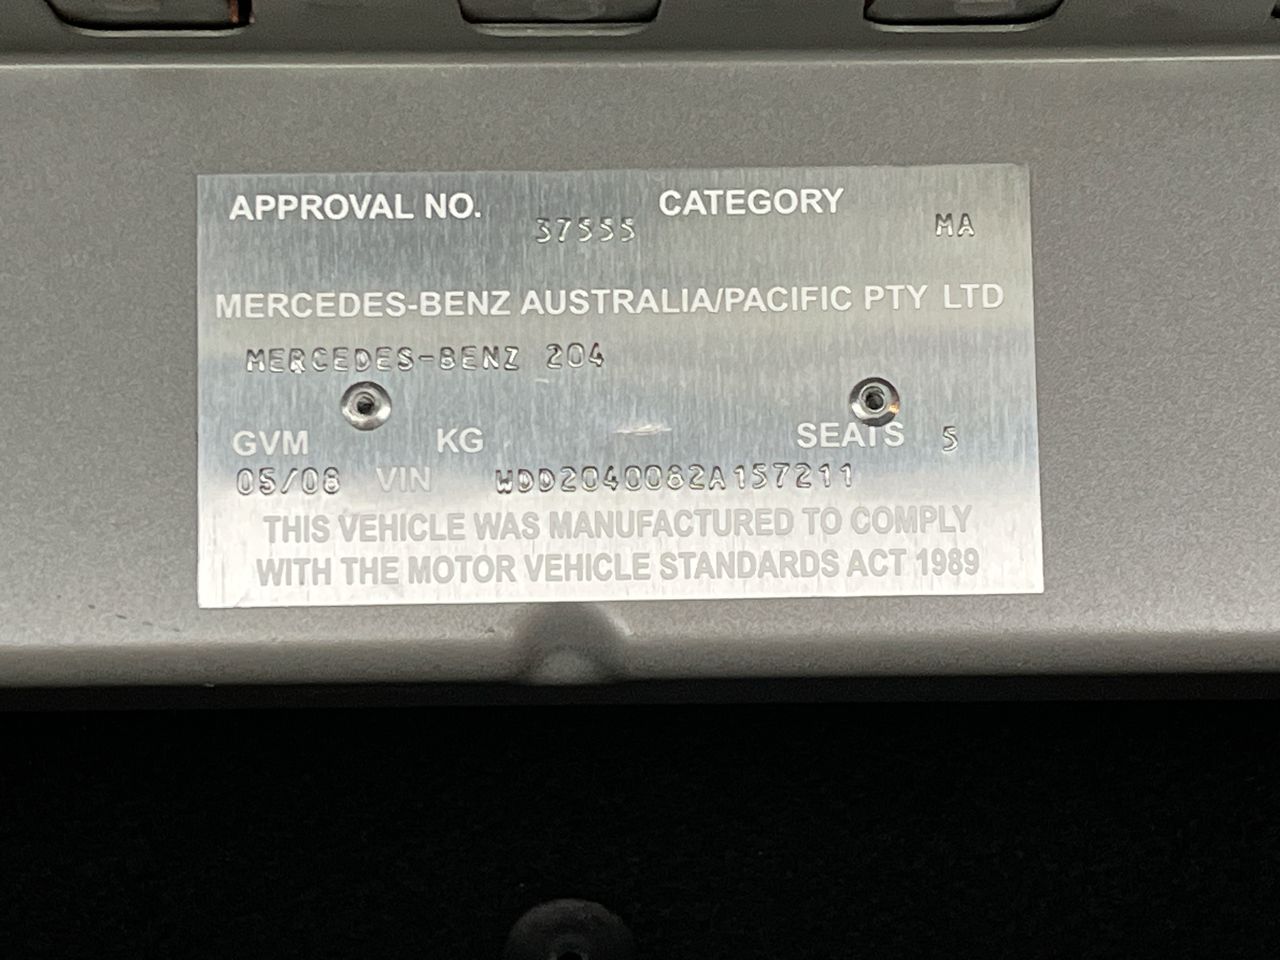 APPROVAL NO. 37555 CATEGORY MA
MERCEDES-BENZ AUSTRALIA/PACIFIC PTY LTD
MERCEDES-BENZ 204
GVM KG SEATS 5
05/08 VIN WDD2040082A157211
THIS VEHICLE WAS MANUFACTURED TO COMPLY
WITH THE MOTOR VEHICLE STANDARDS ACT 1989